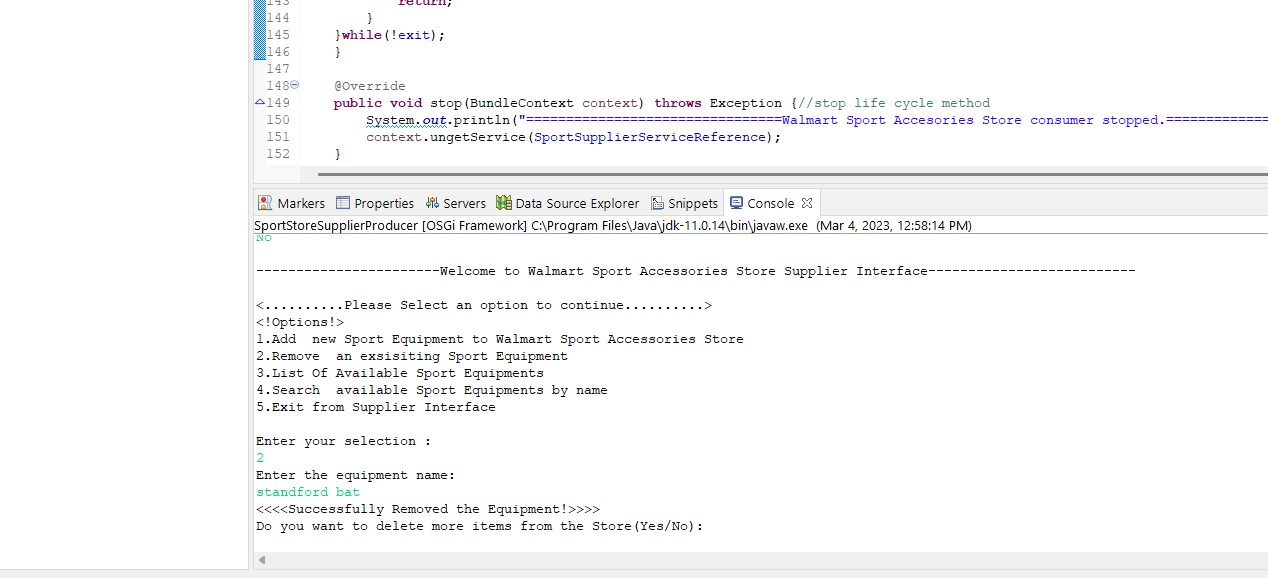 143 return;
144 }
145 }while(!exit);
146 }
147
148 @Override
149 public void stop(BundleContext context) throws Exception {//stop life cycle method
150 System.out.println("================================Walmart Sport Accesories Store consumer stopped.=============
151 context.ungetService(SportSupplierServiceReference);
152 }
Markers Properties Servers Data Source Explorer Snippets Console
SportStoreSupplierProducer [OSGi Framework] C:\Program Files\Java\jdk-11.0.14\bin\javaw.exe (Mar 4, 2023, 12:58:14 PM)
No
-----------------------Welcome to Walmart Sport Accessories Store Supplier Interface--------------------------
<..........Please Select an option to continue..........>
<!Options!>
1.Add  new Sport Equipment to Walmart Sport Accessories Store
2.Remove  an exsisiting Sport Equipment
3.List Of Available Sport Equipments
4.Search  available Sport Equipments by name
5.Exit from Supplier Interface
Enter your selection :
2
Enter the equipment name:
standford bat
<<<<Successfully Removed the Equipment!>>>>
Do you want to delete more items from the Store(Yes/No):